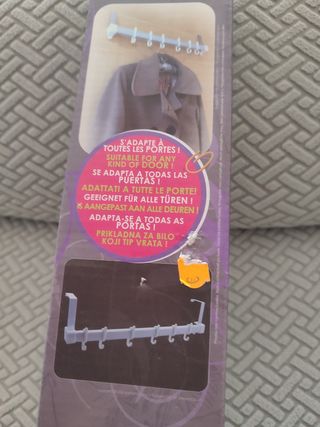 S'ADAPTE À
TOUTES LES PORTES !
SUITABLE FOR ANY
KIND OF DOOR !
SE ADAPTA A TODAS LAS
PUERTAS !
ADATTATI A TUTTE LE PORTE!
GEEIGNET FÜR ALLE TÜREN !
IS AANGEPAST AAN ALLE DEUREN !
ADAPTA-SE A TODAS AS
PORTAS !
PRIKLADNA ZA BILO
KOJI TIP VRATA !